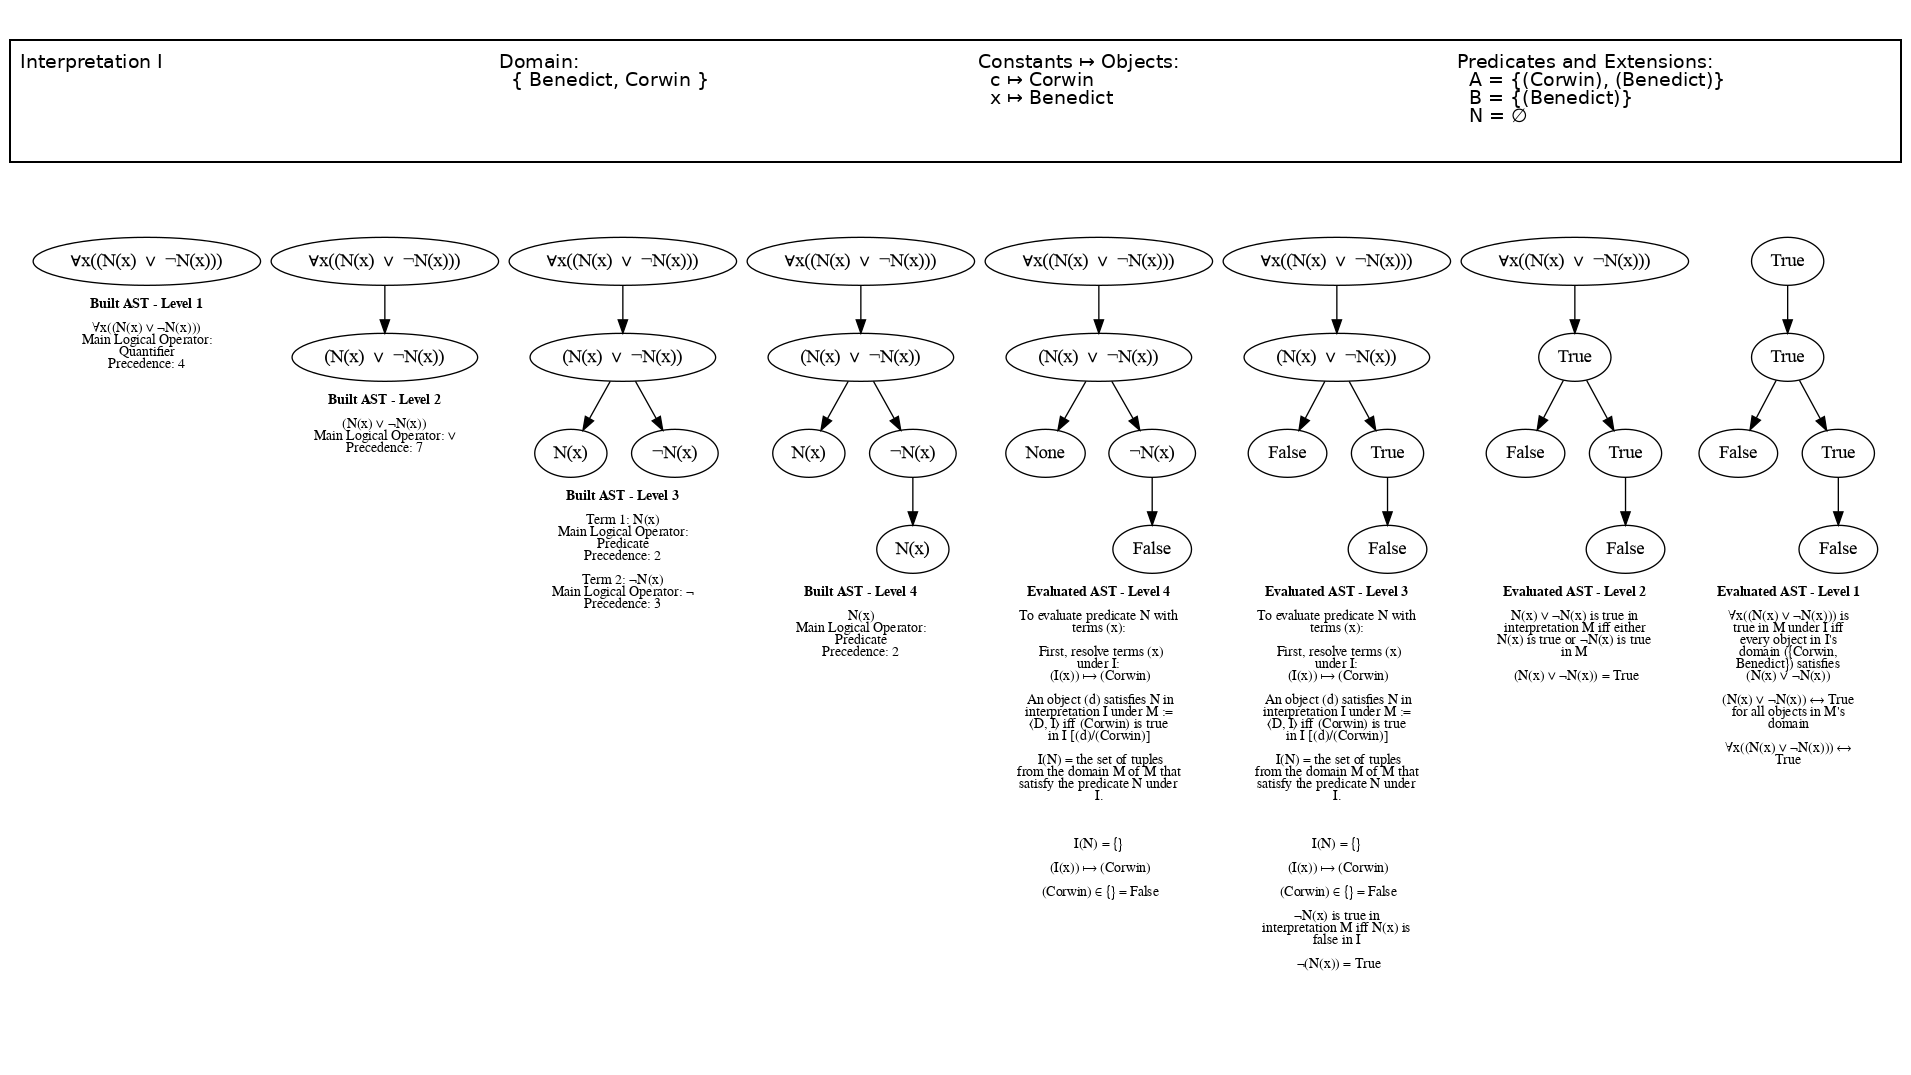 Interpretation I
Domain:
{ Benedict, Corwin }
Constants ↦ Objects:
c ↦ Corwin
x ↦ Benedict
Predicates and Extensions:
A = {(Corwin), (Benedict)}
B = {(Benedict)}
N = ∅
∀x((N(x) ∨ ¬N(x)))
Built AST - Level 1
∀x((N(x) ∨ ¬N(x)))
Main Logical Operator:
Quantifier
Precedence: 4
∀x((N(x) ∨ ¬N(x)))
(N(x) ∨ ¬N(x))
Built AST - Level 2
(N(x) ∨ ¬N(x))
Main Logical Operator: ∨
Precedence: 7
∀x((N(x) ∨ ¬N(x)))
(N(x) ∨ ¬N(x))
N(x)
¬N(x)
Built AST - Level 3
Term 1: N(x)
Main Logical Operator:
Predicate
Precedence: 2
Term 2: ¬N(x)
Main Logical Operator: ¬
Precedence: 3
∀x((N(x) ∨ ¬N(x)))
(N(x) ∨ ¬N(x))
N(x)
¬N(x)
N(x)
Built AST - Level 4
N(x)
Main Logical Operator:
Predicate
Precedence: 2
∀x((N(x) ∨ ¬N(x)))
(N(x) ∨ ¬N(x))
None
¬N(x)
False
Evaluated AST - Level 4
To evaluate predicate N with
terms (x):
First, resolve terms (x)
under I:
(I(x)) ↦ (Corwin)
An object (d) satisfies N in
interpretation I under M :=
⟨D, I⟩ iff (Corwin) is true
in I [(d)/(Corwin)]
I(N) = the set of tuples
from the domain M of M that
satisfy the predicate N under
I.
I(N) = {}
(I(x)) ↦ (Corwin)
(Corwin) ∈ {} = False
∀x((N(x) ∨ ¬N(x)))
(N(x) ∨ ¬N(x))
False
True
False
Evaluated AST - Level 3
To evaluate predicate N with
terms (x):
First, resolve terms (x)
under I:
(I(x)) ↦ (Corwin)
An object (d) satisfies N in
interpretation I under M :=
⟨D, I⟩ iff (Corwin) is true
in I [(d)/(Corwin)]
I(N) = the set of tuples
from the domain M of M that
satisfy the predicate N under
I.
I(N) = {}
(I(x)) ↦ (Corwin)
(Corwin) ∈ {} = False
¬N(x) is true in
interpretation M iff N(x) is
false in I
¬(N(x)) = True
∀x((N(x) ∨ ¬N(x)))
True
False
True
False
Evaluated AST - Level 2
N(x) ∨ ¬N(x) is true in
interpretation M iff either
N(x) is true or ¬N(x) is true
in M
(N(x) ∨ ¬N(x)) = True
True
True
False
True
False
Evaluated AST - Level 1
∀x((N(x) ∨ ¬N(x))) is
true in M under I iff
every object in I's
domain ({Corwin,
Benedict}) satisfies
(N(x) ∨ ¬N(x))
(N(x) ∨ ¬N(x)) ↔ True
for all objects in M's
domain
∀x((N(x) ∨ ¬N(x))) ↔
True